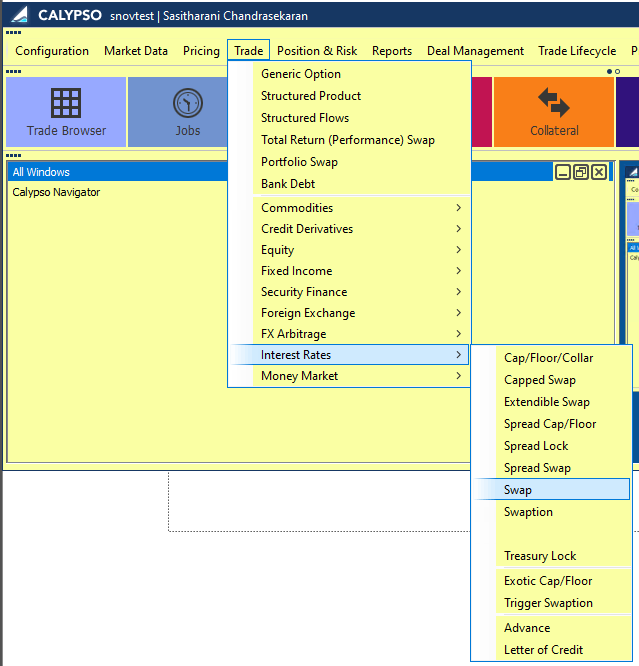 CALYPSO snovtest | Sasitharani Chandrasekaran
Configuration Market Data Pricing Trade Position & Risk Reports Deal Management Trade Lifecycle P
Generic Option
Structured Product
Structured Flows
Total Return (Performance) Swap
Portfolio Swap
Bank Debt
Commodities
Credit Derivatives
Equity
Fixed Income
Security Finance
Foreign Exchange
FX Arbitrage
Interest Rates
Money Market
Trade Browser
Jobs
Collateral
All Windows
Calypso Navigator
Cap/Floor/Collar
Capped Swap
Extendible Swap
Spread Cap/Floor
Spread Lock
Spread Swap
Swap
Swaption
Treasury Lock
Exotic Cap/Floor
Trigger Swaption
Advance
Letter of Credit